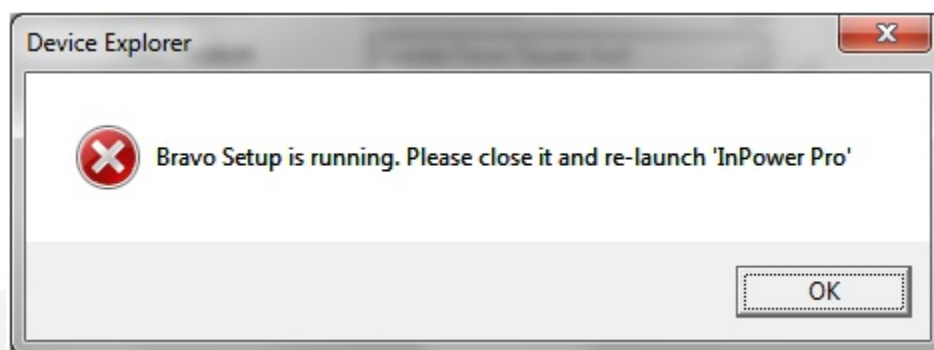 Device Explorer
Bravo Setup is running. Please close it and re-launch 'InPower Pro'
OK